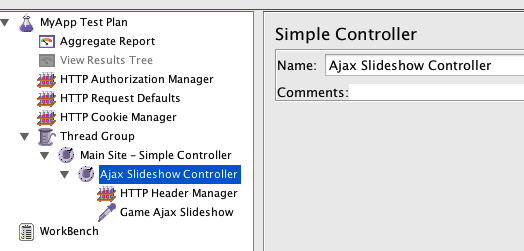 MyApp Test Plan
Aggregate Report
View Results Tree
HTTP Authorization Manager
HTTP Request Defaults
HTTP Cookie Manager
Thread Group
Main Site – Simple Controller
Ajax Slideshow Controller
HTTP Header Manager
Game Ajax Slideshow
WorkBench
Simple Controller
Name: Ajax Slideshow Controller
Comments: